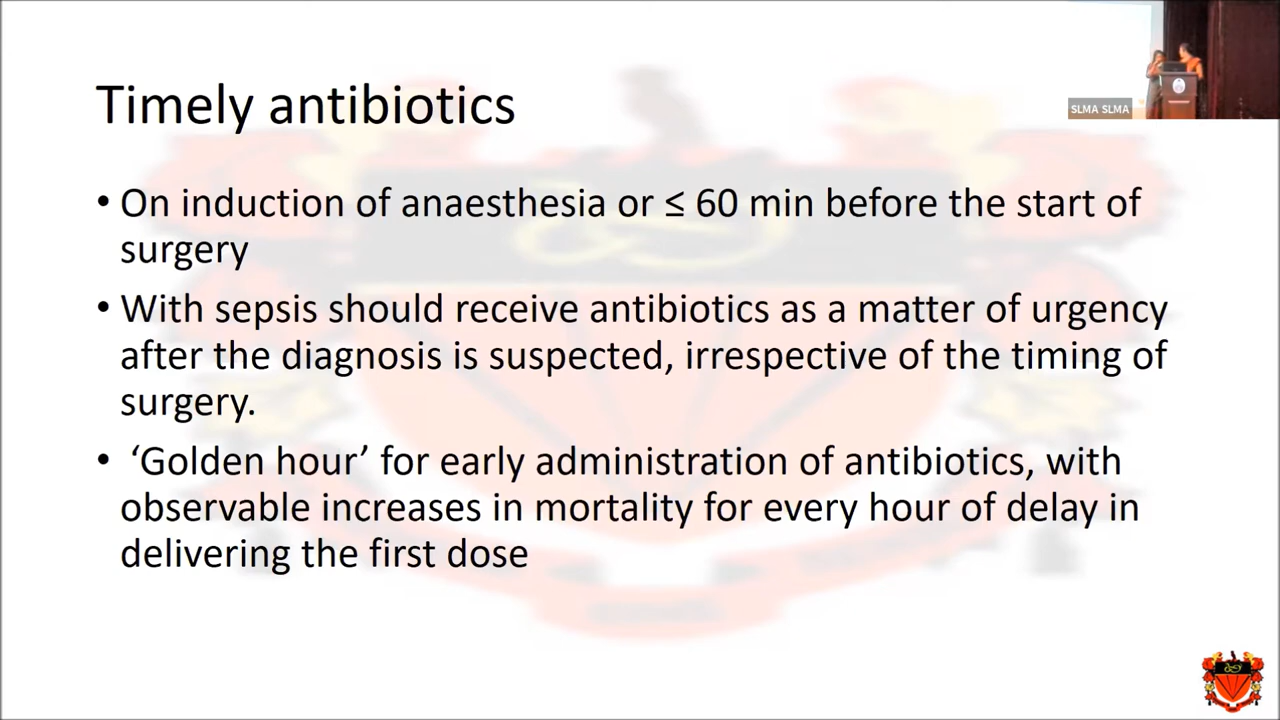 SLMA SLMA
Timely antibiotics
• On induction of anaesthesia or ≤ 60 min before the start of
surgery
• With sepsis should receive antibiotics as a matter of urgency
after the diagnosis is suspected, irrespective of the timing of
surgery.
• ‘Golden hour’ for early administration of antibiotics, with
observable increases in mortality for every hour of delay in
delivering the first dose